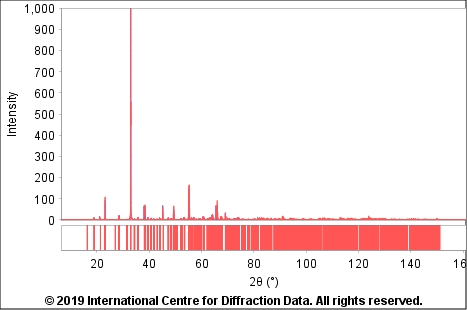 1,000
900
800
700
600
500
400
300
200
100
0
Intensity
20 40 60 80 100 120 140 16
2θ (°)
© 2019 International Centre for Diffraction Data. All rights reserved.